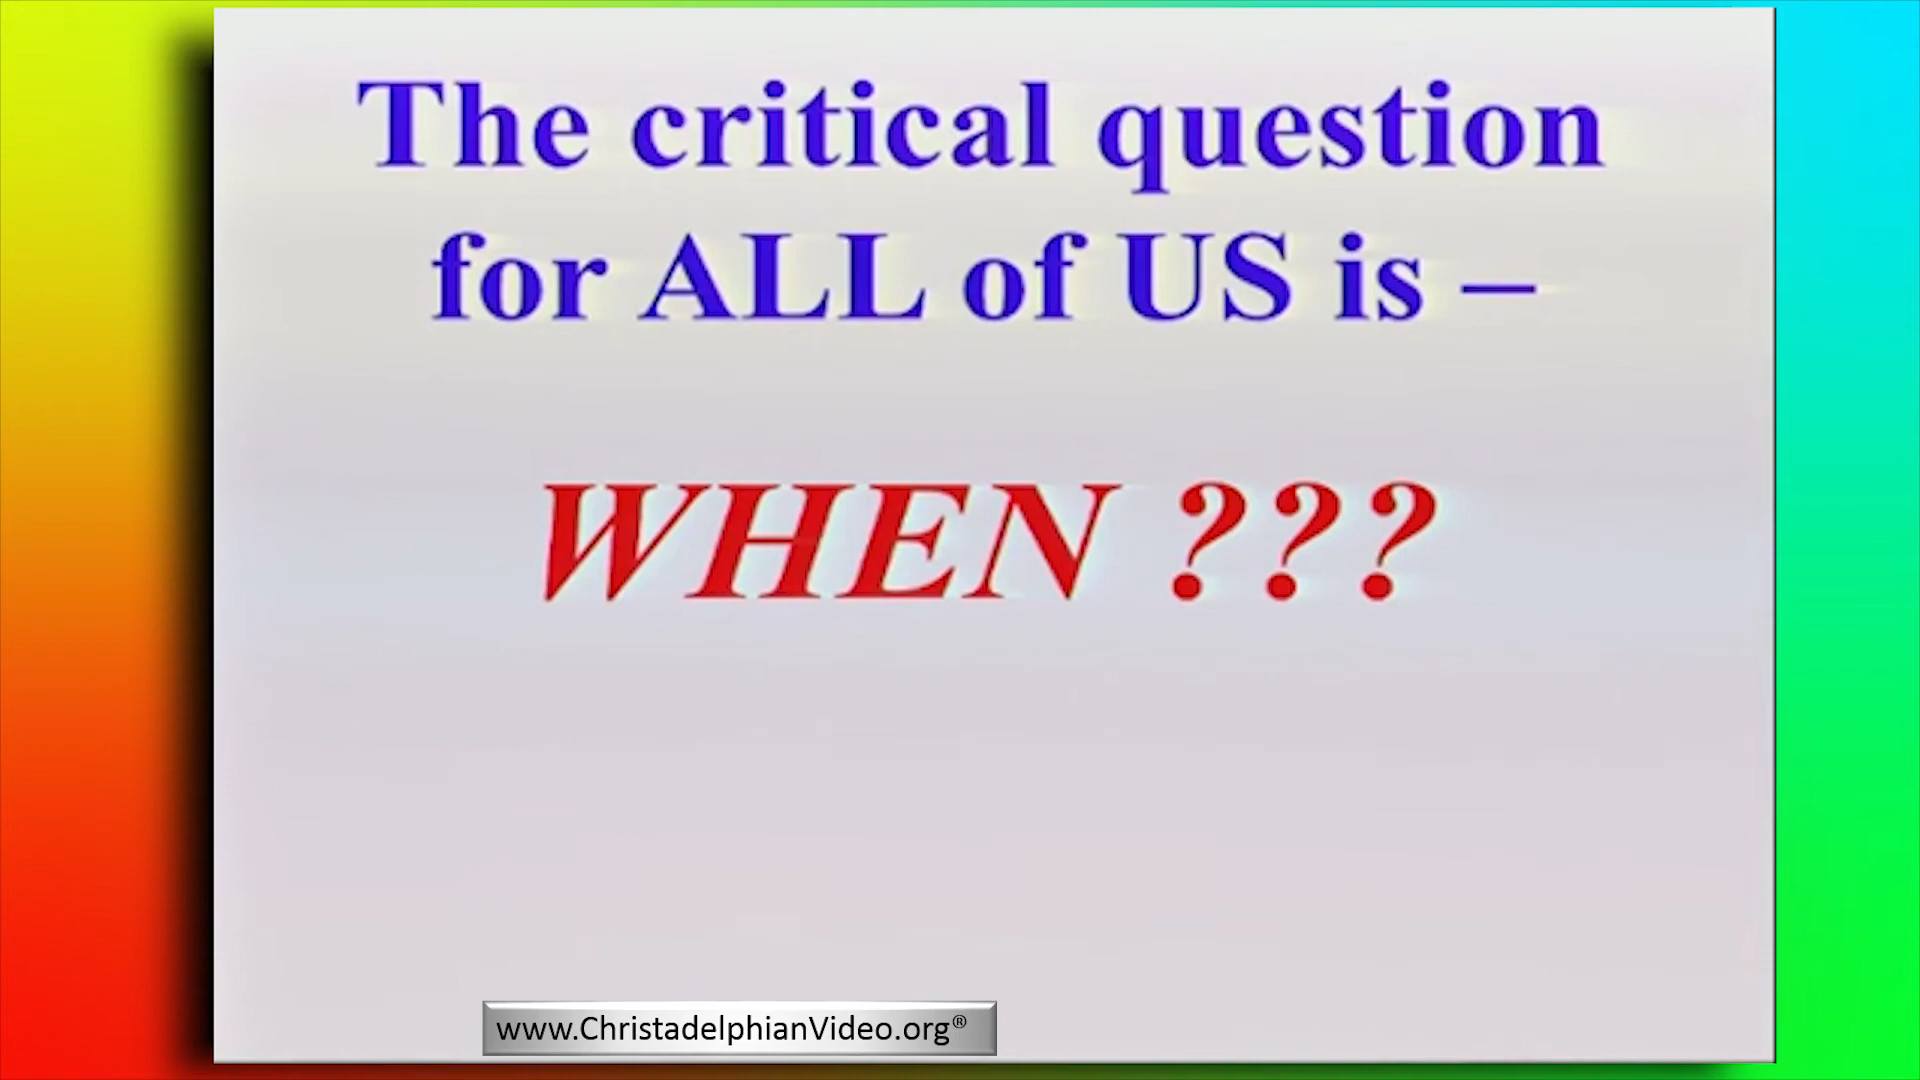 The critical question
for ALL of US is –
WHEN ???
www.ChristadelphianVideo.org®